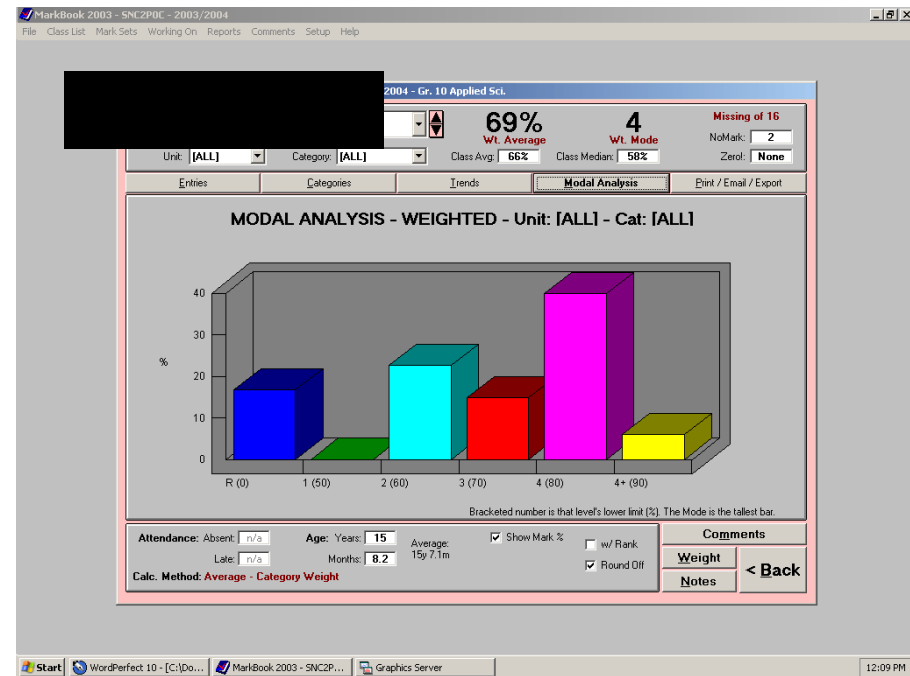 MarkBook 2003 - SNC2P0C - 2003/2004
File Class List Mark Sets Working On Reports Comments Setup Help
2004 - Gr. 10 Applied Sci.
69% 4 Missing of 16
Wt. Average Wt. Mode NoMark: 2
Unit: [ALL] Category: [ALL] Class Avg: 66% Class Median: 58% Zero!: None
Entries Categories Trends Modal Analysis Print / Email / Export
MODAL ANALYSIS - WEIGHTED - Unit: [ALL] - Cat: [ALL]
40
30
%
20
10
0
R (0) 1 (50) 2 (60) 3 (70) 4 (80) 4+ (90)
Bracketed number is that level's lower limit (%). The Mode is the tallest bar.
Attendance: Absent: n/a Age: Years: 15 Average: Show Mark % w/ Rank Comments
Late: n/a Months: 8.2 15y 7.1m Round Off Weight < Back
Calc. Method: Average - Category Weight Notes
Start WordPerfect 10 - [C:\Do... MarkBook 2003 - SNC2P... Graphics Server 12:09 PM